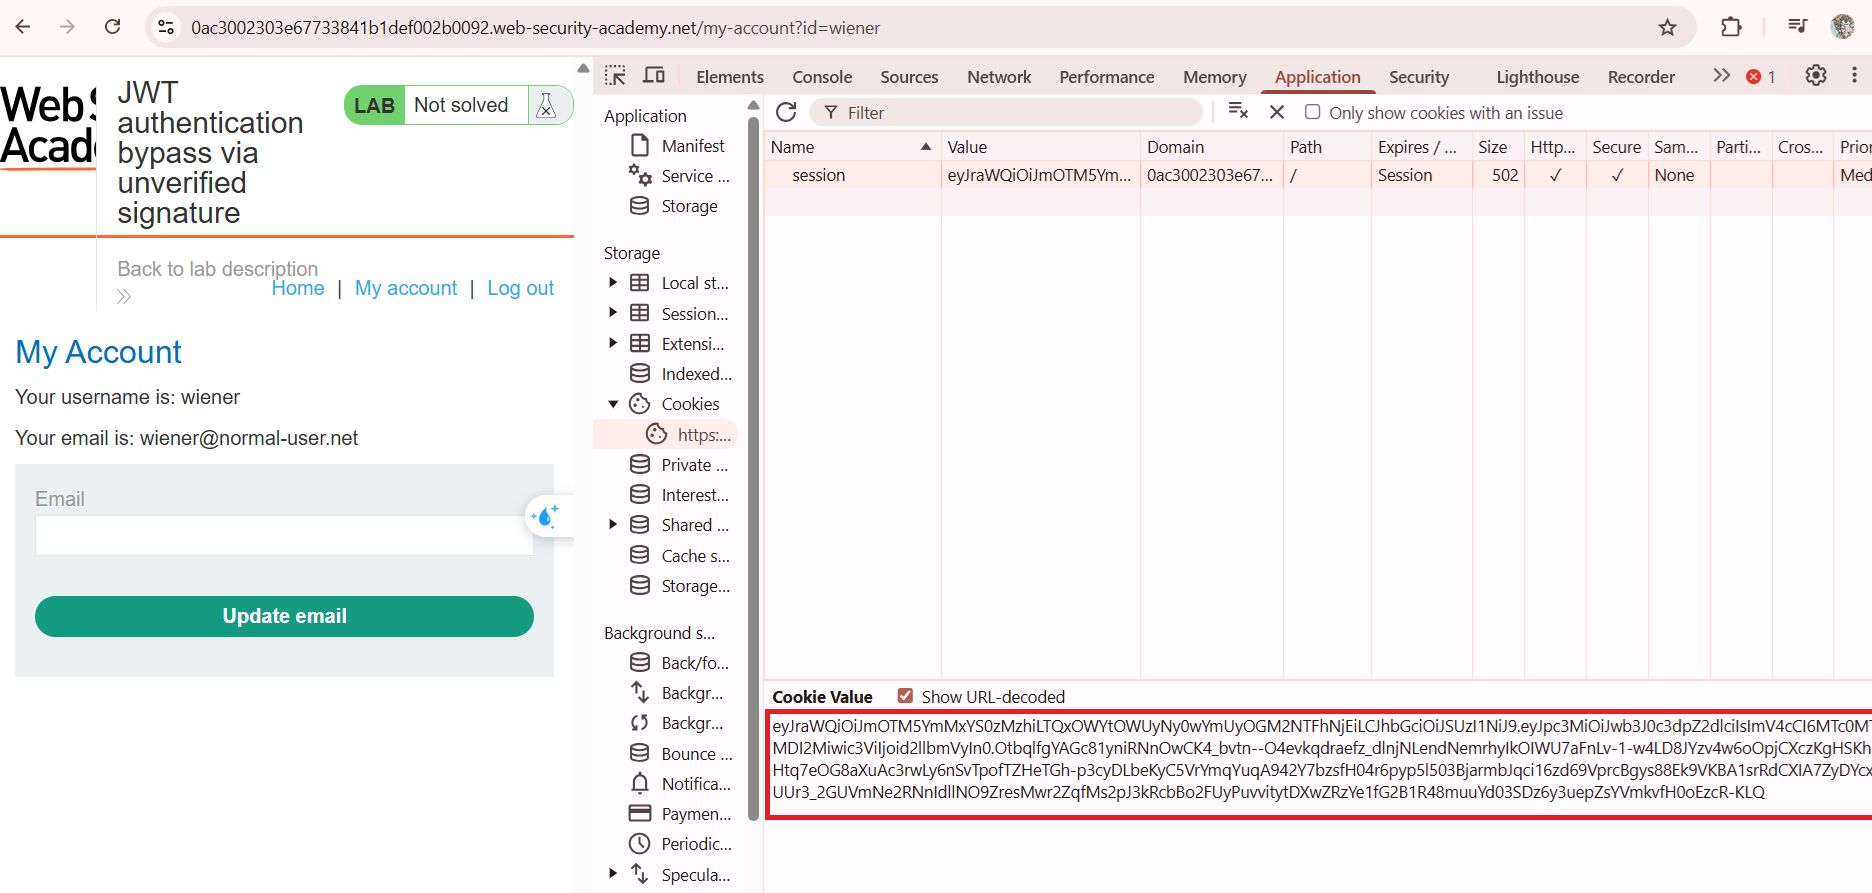 0ac3002303e67733841b1def002b0092.web-security-academy.net/my-account?id=wiener
Web S
Acade
JWT
authentication
bypass via
unverified
signature
LAB Not solved
Back to lab description
Home | My account | Log out
My Account
Your username is: wiener
Your email is: wiener@normal-user.net
Email
Update email
Elements Console Sources Network Performance Memory Application Security Lighthouse Recorder 1
Application
Manifest
Service ...
Storage
Storage
Local st...
Session...
Extensi...
Indexed...
Cookies
https:...
Private ...
Interest...
Shared ...
Cache s...
Storage...
Background s...
Back/fo...
Backgr...
Backgr...
Bounce ...
Notifica...
Paymen...
Periodic...
Specula...
Filter Only show cookies with an issue
Name Value Domain Path Expires / ... Size Http... Secure Sam... Parti... Cros... Prior
session eyJraWQiOiJmOTM5Ym... 0ac3002303e67... / Session 502 ✓ ✓ None Med
Cookie Value Show URL-decoded
eyJraWQiOiJmOTM5YmMxYS0zMzhiLTQxOWYtOWUyNy0wYmUyOGM2NTFhNjEiLCJhbGciOiJSUzI1NiJ9.eyJpc3MiOiJwb3J0c3dpZ2dlciIsImV4cCI6MTc0MT
MDI2Miwic3ViIjoid2llbmVyIn0.OtbqlfgYAGc81yniRNnOwCK4_bvtn--O4evkqdraefz_dlnjNLendNemrhyIkOIWU7aFnLv-1-w4LD8JYzv4w6oOpjCXczKgHSKh
Htq7eOG8aXuAc3rwLy6nSvTpofTZHeTGh-p3cyDLbeKyC5VrYmqYuqA942Y7bzsfH04r6pyp5l503BjarmbJqci16zd69VprcBgys88Ek9VKBA1srRdCXIA7ZyDYcx
UUr3_2GUVmNe2RNnIdllNO9ZresMwr2ZqfMs2pJ3kRcbBo2FUyPuvvitytDXwZRzYe1fG2B1R48muuYd03SDz6y3uepZsYVmkvfH0oEzcR-KLQ